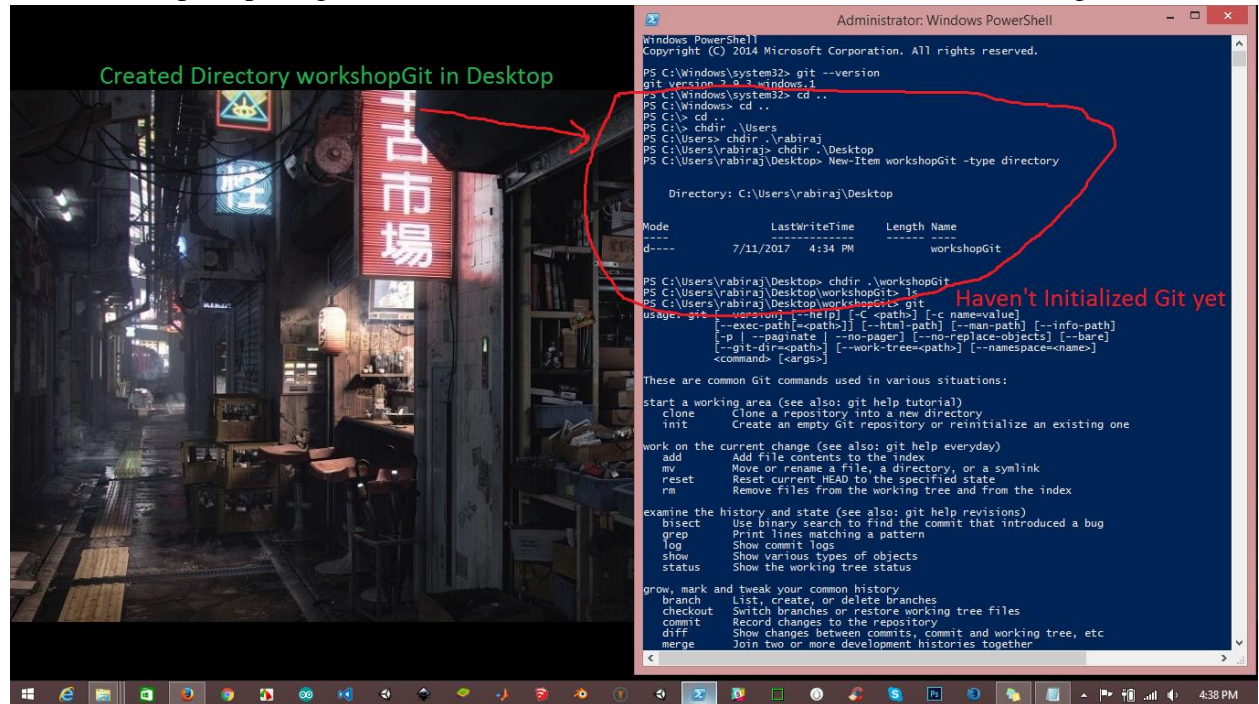 Created Directory workshopGit in Desktop
中古市場
Administrator: Windows PowerShell
Windows PowerShell
Copyright (C) 2014 Microsoft Corporation. All rights reserved.
PS C:\Windows\system32> git --version
git version 2.9.3.windows.1
PS C:\Windows\system32> cd ..
PS C:\Windows> cd ..
PS C:\> cd ..
PS C:\> chdir .\Users
PS C:\Users> chdir .\rabiraj
PS C:\Users\rabiraj> chdir .\Desktop
PS C:\Users\rabiraj\Desktop> New-Item workshopGit -type directory
Directory: C:\Users\rabiraj\Desktop
Mode LastWriteTime Length Name
---- ------------- ------ ----
d---- 7/11/2017 4:34 PM workshopGit
PS C:\Users\rabiraj\Desktop> chdir .\workshopGit
PS C:\Users\rabiraj\Desktop\workshopGit> ls
PS C:\Users\rabiraj\Desktop\workshopGit> git
Haven't Initialized Git yet
usage: git [--version] [--help] [-C <path>] [-c name=value]
[--exec-path[=<path>]] [--html-path] [--man-path] [--info-path]
[-p | --paginate | --no-pager] [--no-replace-objects] [--bare]
[--git-dir=<path>] [--work-tree=<path>] [--namespace=<name>]
<command> [<args>]
These are common Git commands used in various situations:
start a working area (see also: git help tutorial)
clone Clone a repository into a new directory
init Create an empty Git repository or reinitialize an existing one
work on the current change (see also: git help everyday)
add Add file contents to the index
mv Move or rename a file, a directory, or a symlink
reset Reset current HEAD to the specified state
rm Remove files from the working tree and from the index
examine the history and state (see also: git help revisions)
bisect Use binary search to find the commit that introduced a bug
grep Print lines matching a pattern
log Show commit logs
show Show various types of objects
status Show the working tree status
grow, mark and tweak your common history
branch List, create, or delete branches
checkout Switch branches or restore working tree files
commit Record changes to the repository
diff Show changes between commits, commit and working tree, etc
merge Join two or more development histories together
4:38 PM